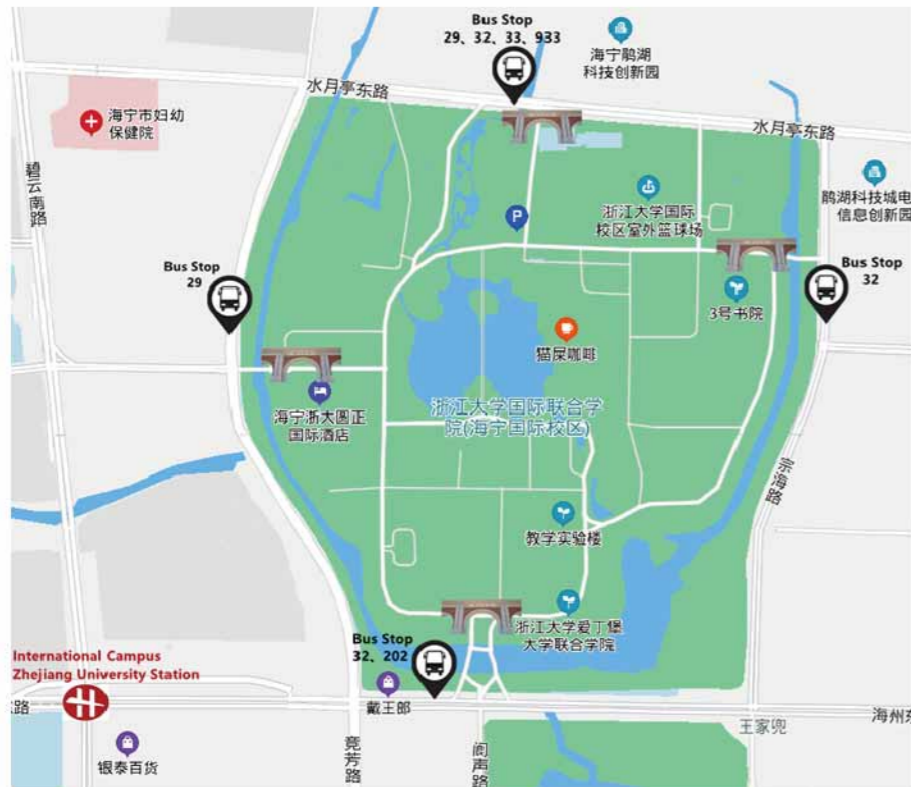 Bus Stop
29、32、33、933
海宁鹃湖
科技创新园
水月亭东路
水月亭东路
海宁市妇幼
保健院
碧云南路
鹃湖科技城电
信息创新园
P
浙江大学国际
校区室外篮球场
Bus Stop
29
Bus Stop
32
3号书院
猫屎咖啡
海宁浙大圆正
国际酒店
浙江大学国际联合学
院(海宁国际校区)
宗海路
教学实验楼
浙江大学爱丁堡
大学联合学院
Bus Stop
32、202
International Campus
Zhejiang University Station
戴王郎
海州东
王家兜
银泰百货
竞芳路
阆声路